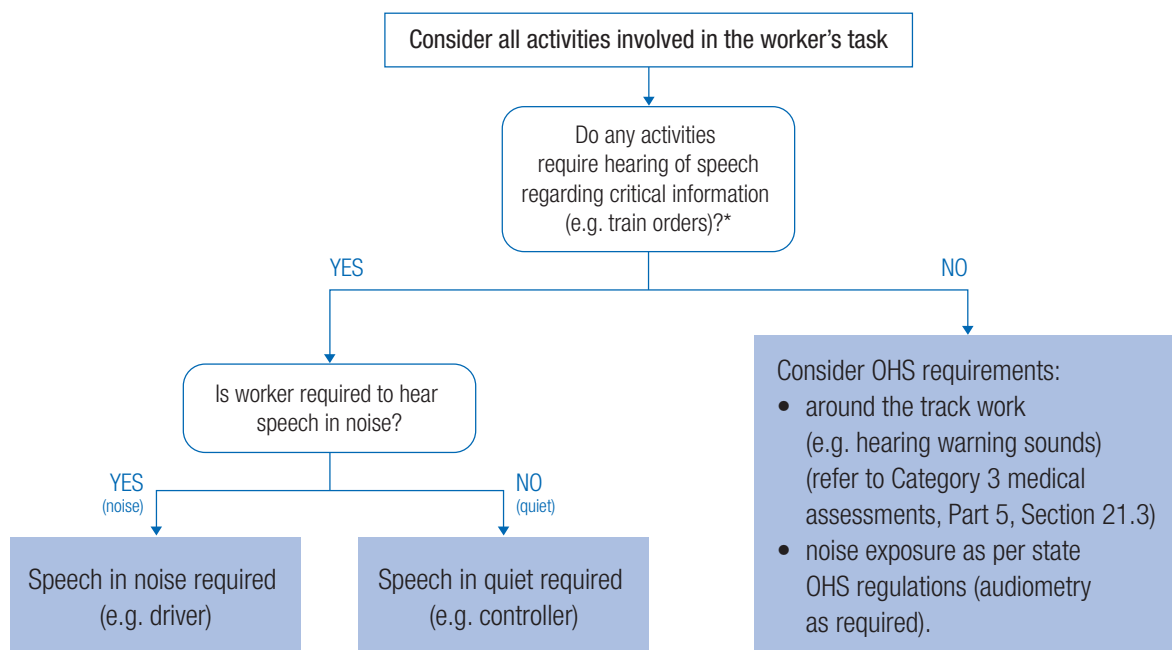 Consider all activities involved in the worker's task
Do any activities
require hearing of speech
regarding critical information
(e.g. train orders)?*
YES
NO
Is worker required to hear
speech in noise?
YES
(noise)
NO
(quiet)
Speech in noise required
(e.g. driver)
Speech in quiet required
(e.g. controller)
Consider OHS requirements:
• around the track work
(e.g. hearing warning sounds)
(refer to Category 3 medical
assessments, Part 5, Section 21.3)
• noise exposure as per state
OHS regulations (audiometry
as required).